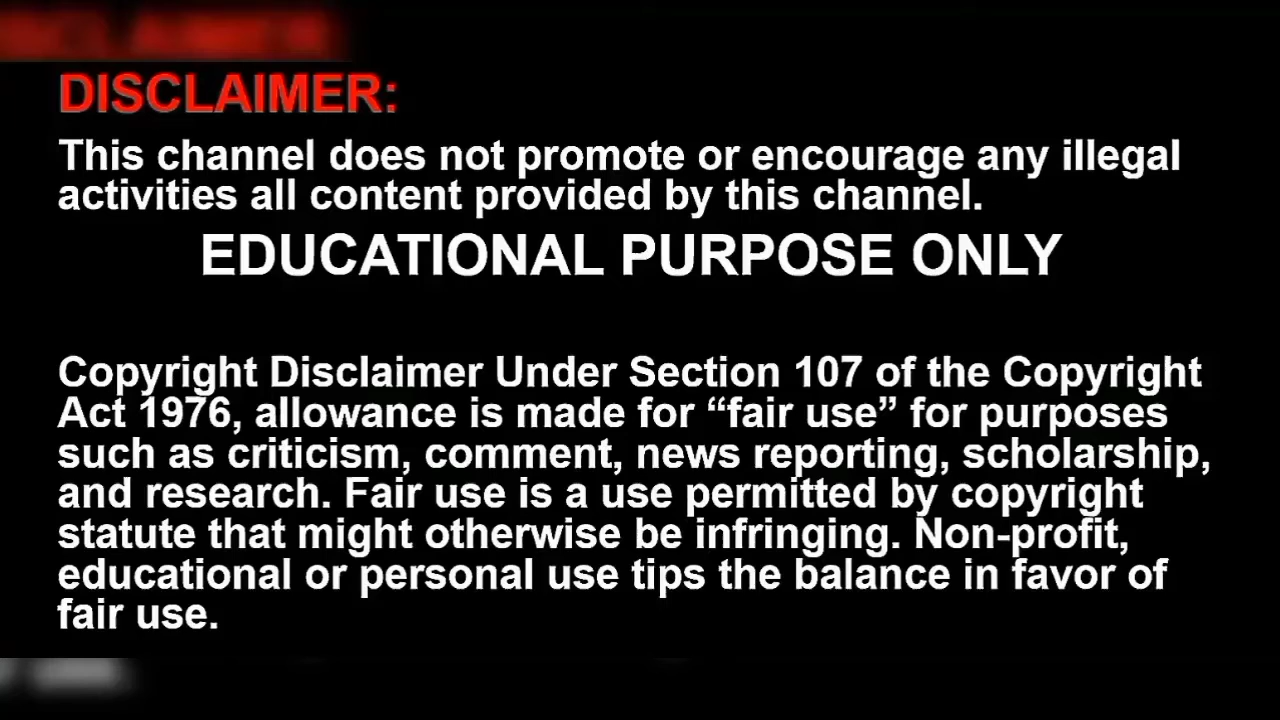 DISCLAIMER:
This channel does not promote or encourage any illegal
activities all content provided by this channel.
EDUCATIONAL PURPOSE ONLY
Copyright Disclaimer Under Section 107 of the Copyright
Act 1976, allowance is made for “fair use” for purposes
such as criticism, comment, news reporting, scholarship,
and research. Fair use is a use permitted by copyright
statute that might otherwise be infringing. Non-profit,
educational or personal use tips the balance in favor of
fair use.